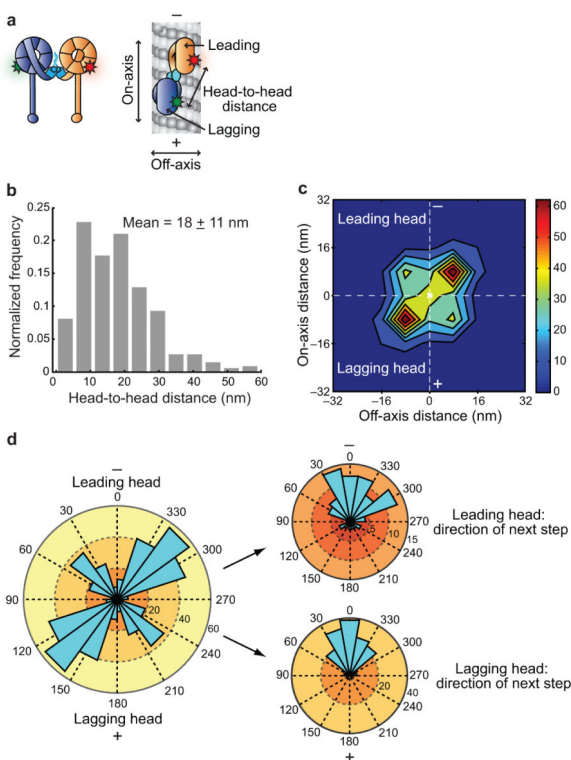 a
−
Leading
On-axis
Head-to-head
distance
Lagging
+
Off-axis
b
Mean = 18 ± 11 nm
Normalized frequency
0.25
0.2
0.15
0.1
0.05
0
0 10 20 30 40 50 60
Head-to-head distance (nm)
c
32
16
0
−16
−32
On-axis distance (nm)
Leading head
−
Lagging head
+
−32 −16 0 16 32
Off-axis distance (nm)
60
50
40
30
20
10
0
d
−
Leading head
0
30 330
60 300
90 270
120 240
150 210
180
20
40
60
Lagging head
+
−
0
30 330
60 300
90 270
120 240
150 210
180
5
10
15
Leading head:
direction of next step
0
30 330
60 300
90 270
120 240
150 210
180
20
40
+
Lagging head:
direction of next step